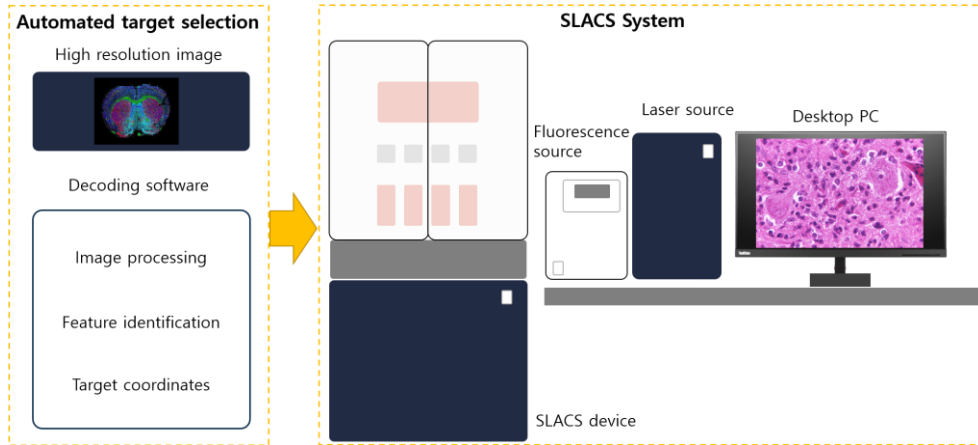 Automated target selection
High resolution image
Decoding software
Image processing
Feature identification
Target coordinates
SLACS System
Fluorescence
source
Laser source
Desktop PC
SLACS device